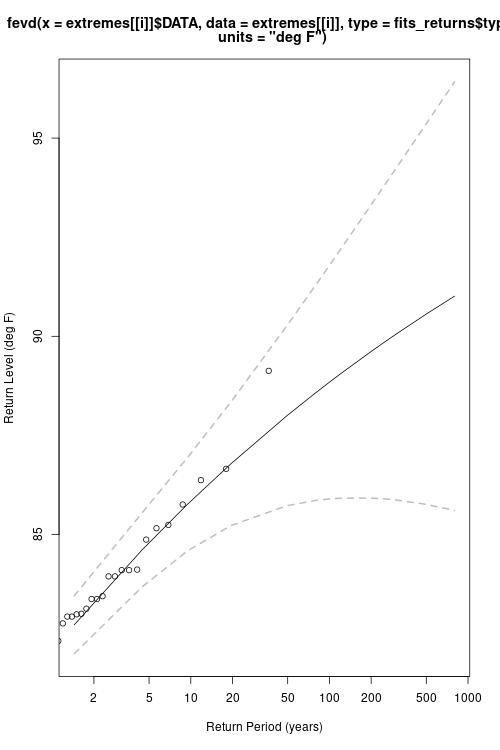 fevd(x = extremes[[i]]$DATA, data = extremes[[i]], type = fits_returns$typ
units = "deg F")
95
90
85
Return Level (deg F)
2 5 10 20 50 100 200 500 1000
Return Period (years)